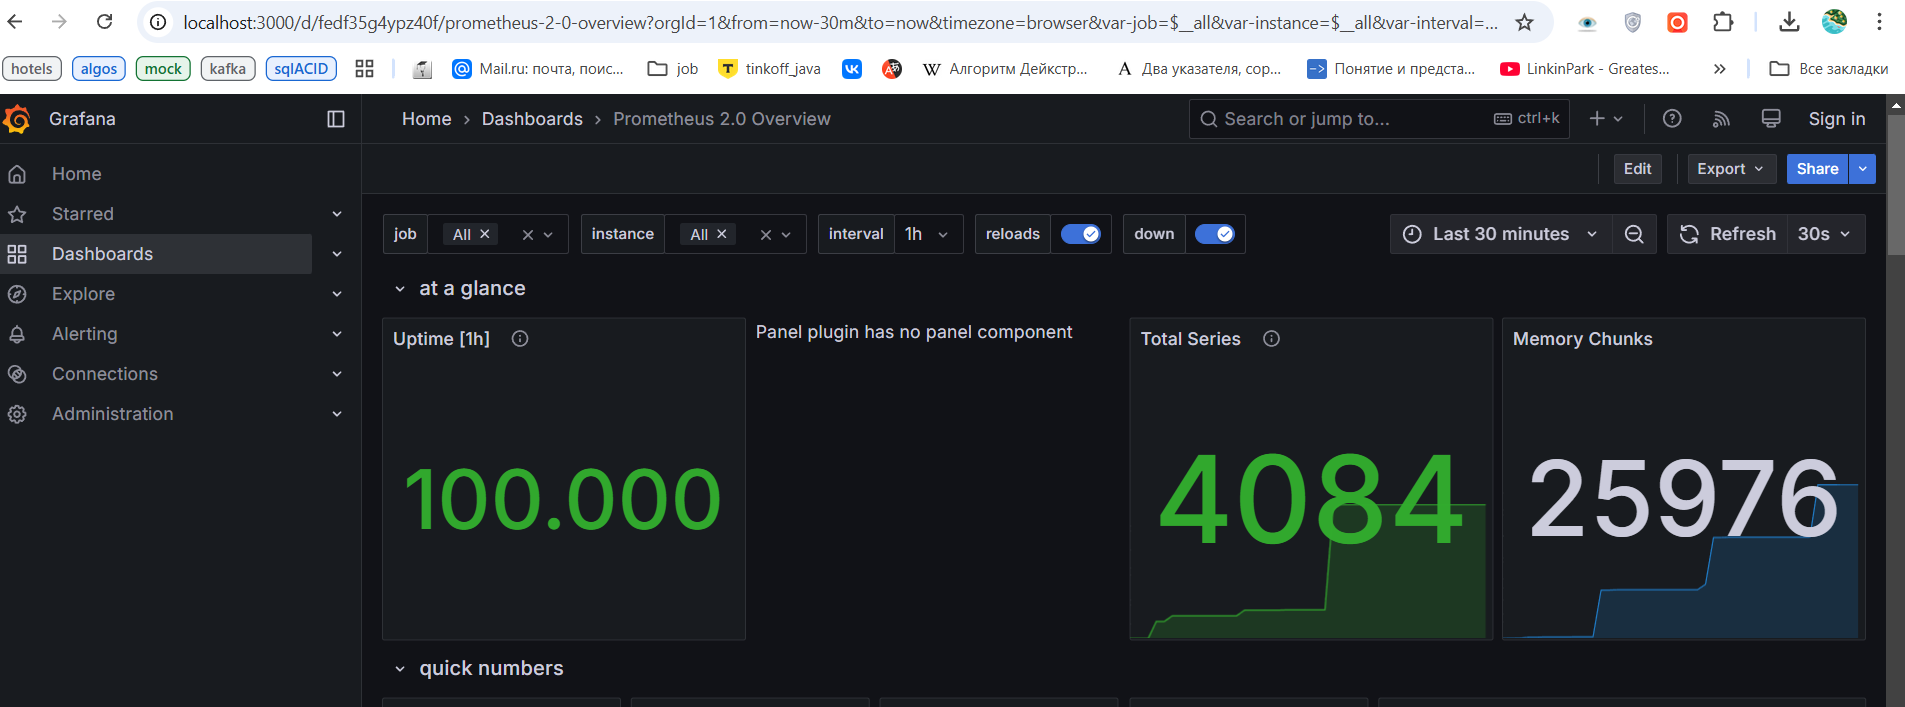 localhost:3000/d/fedf35g4ypz40f/prometheus-2-0-overview?orgId=1&from=now-30m&to=now&timezone=browser&var-job=$__all&var-instance=$__all&var-interval=...
hotels algos mock kafka sqlACID Mail.ru: почта, поис... job tinkoff_java Алгоритм Дейкстр... Два указателя, сор... Понятие и предста... LinkinPark - Greates... » Все закладки
Grafana Home › Dashboards › Prometheus 2.0 Overview Search or jump to... ctrl+k Sign in
Edit Export Share
Home
Starred
Dashboards
Explore
Alerting
Connections
Administration
job All instance All interval 1h reloads down Last 30 minutes Refresh 30s
at a glance
Uptime [1h]
100.000
Panel plugin has no panel component
Total Series
4084
Memory Chunks
25976
quick numbers